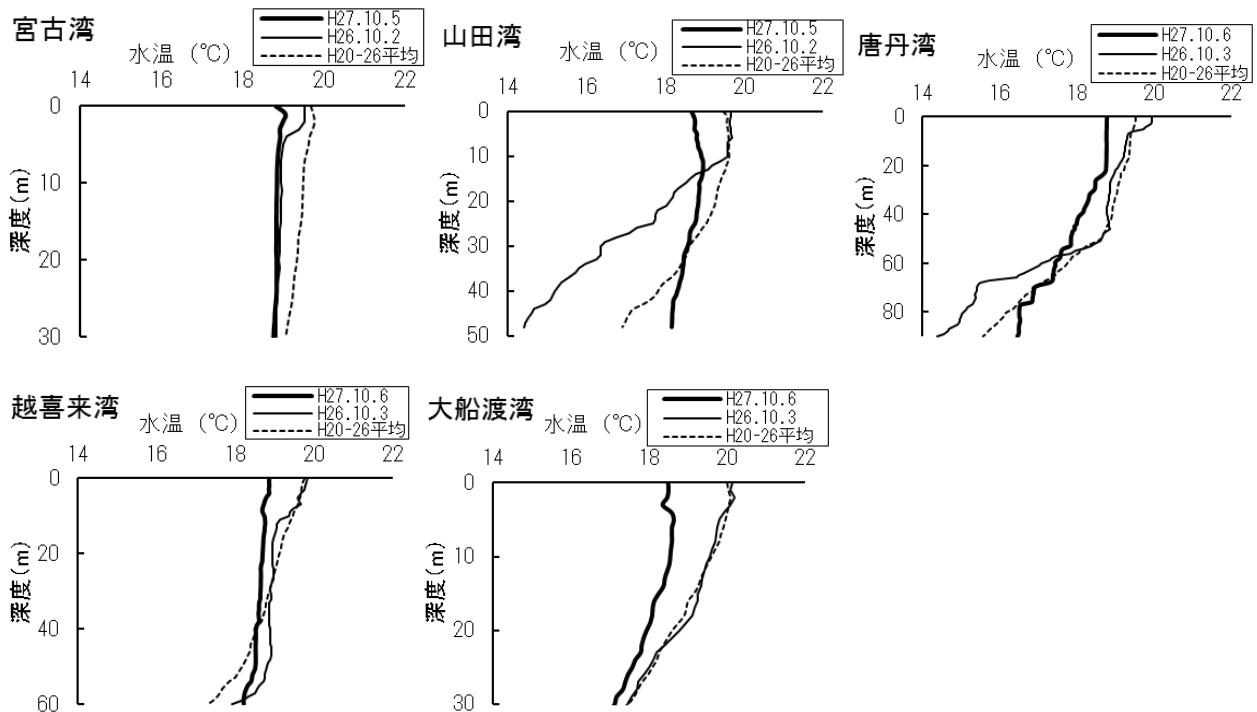 宮古湾
H27.10.5
H26.10.2
H20-26平均
水温 (℃)
14 16 18 20 22
深度(m)
0
10
20
30
山田湾
H27.10.5
H26.10.2
H20-26平均
水温 (℃)
14 16 18 20 22
深度(m)
0
10
20
30
40
50
唐丹湾
H27.10.6
H26.10.3
H20-26平均
水温 (℃)
14 16 18 20 22
深度(m)
0
20
40
60
80
越喜来湾
H27.10.6
H26.10.3
H20-26平均
水温 (℃)
14 16 18 20 22
深度(m)
0
20
40
60
大船渡湾
H27.10.6
H26.10.3
H20-26平均
水温 (℃)
14 16 18 20 22
深度(m)
0
10
20
30